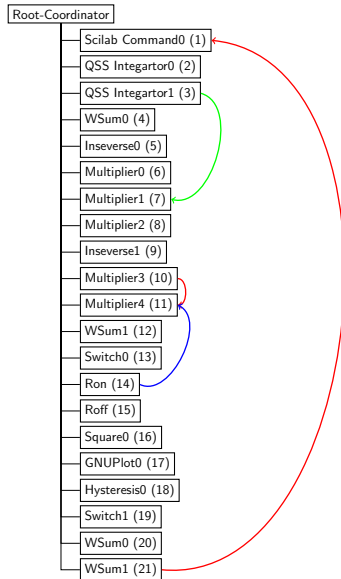 Root-Coordinator
Scilab Command0 (1)
QSS Integartor0 (2)
QSS Integartor1 (3)
WSum0 (4)
Inseverse0 (5)
Multiplier0 (6)
Multiplier1 (7)
Multiplier2 (8)
Inseverse1 (9)
Multiplier3 (10)
Multiplier4 (11)
WSum1 (12)
Switch0 (13)
Ron (14)
Roff (15)
Square0 (16)
GNUPlot0 (17)
Hysteresis0 (18)
Switch1 (19)
WSum0 (20)
WSum1 (21)